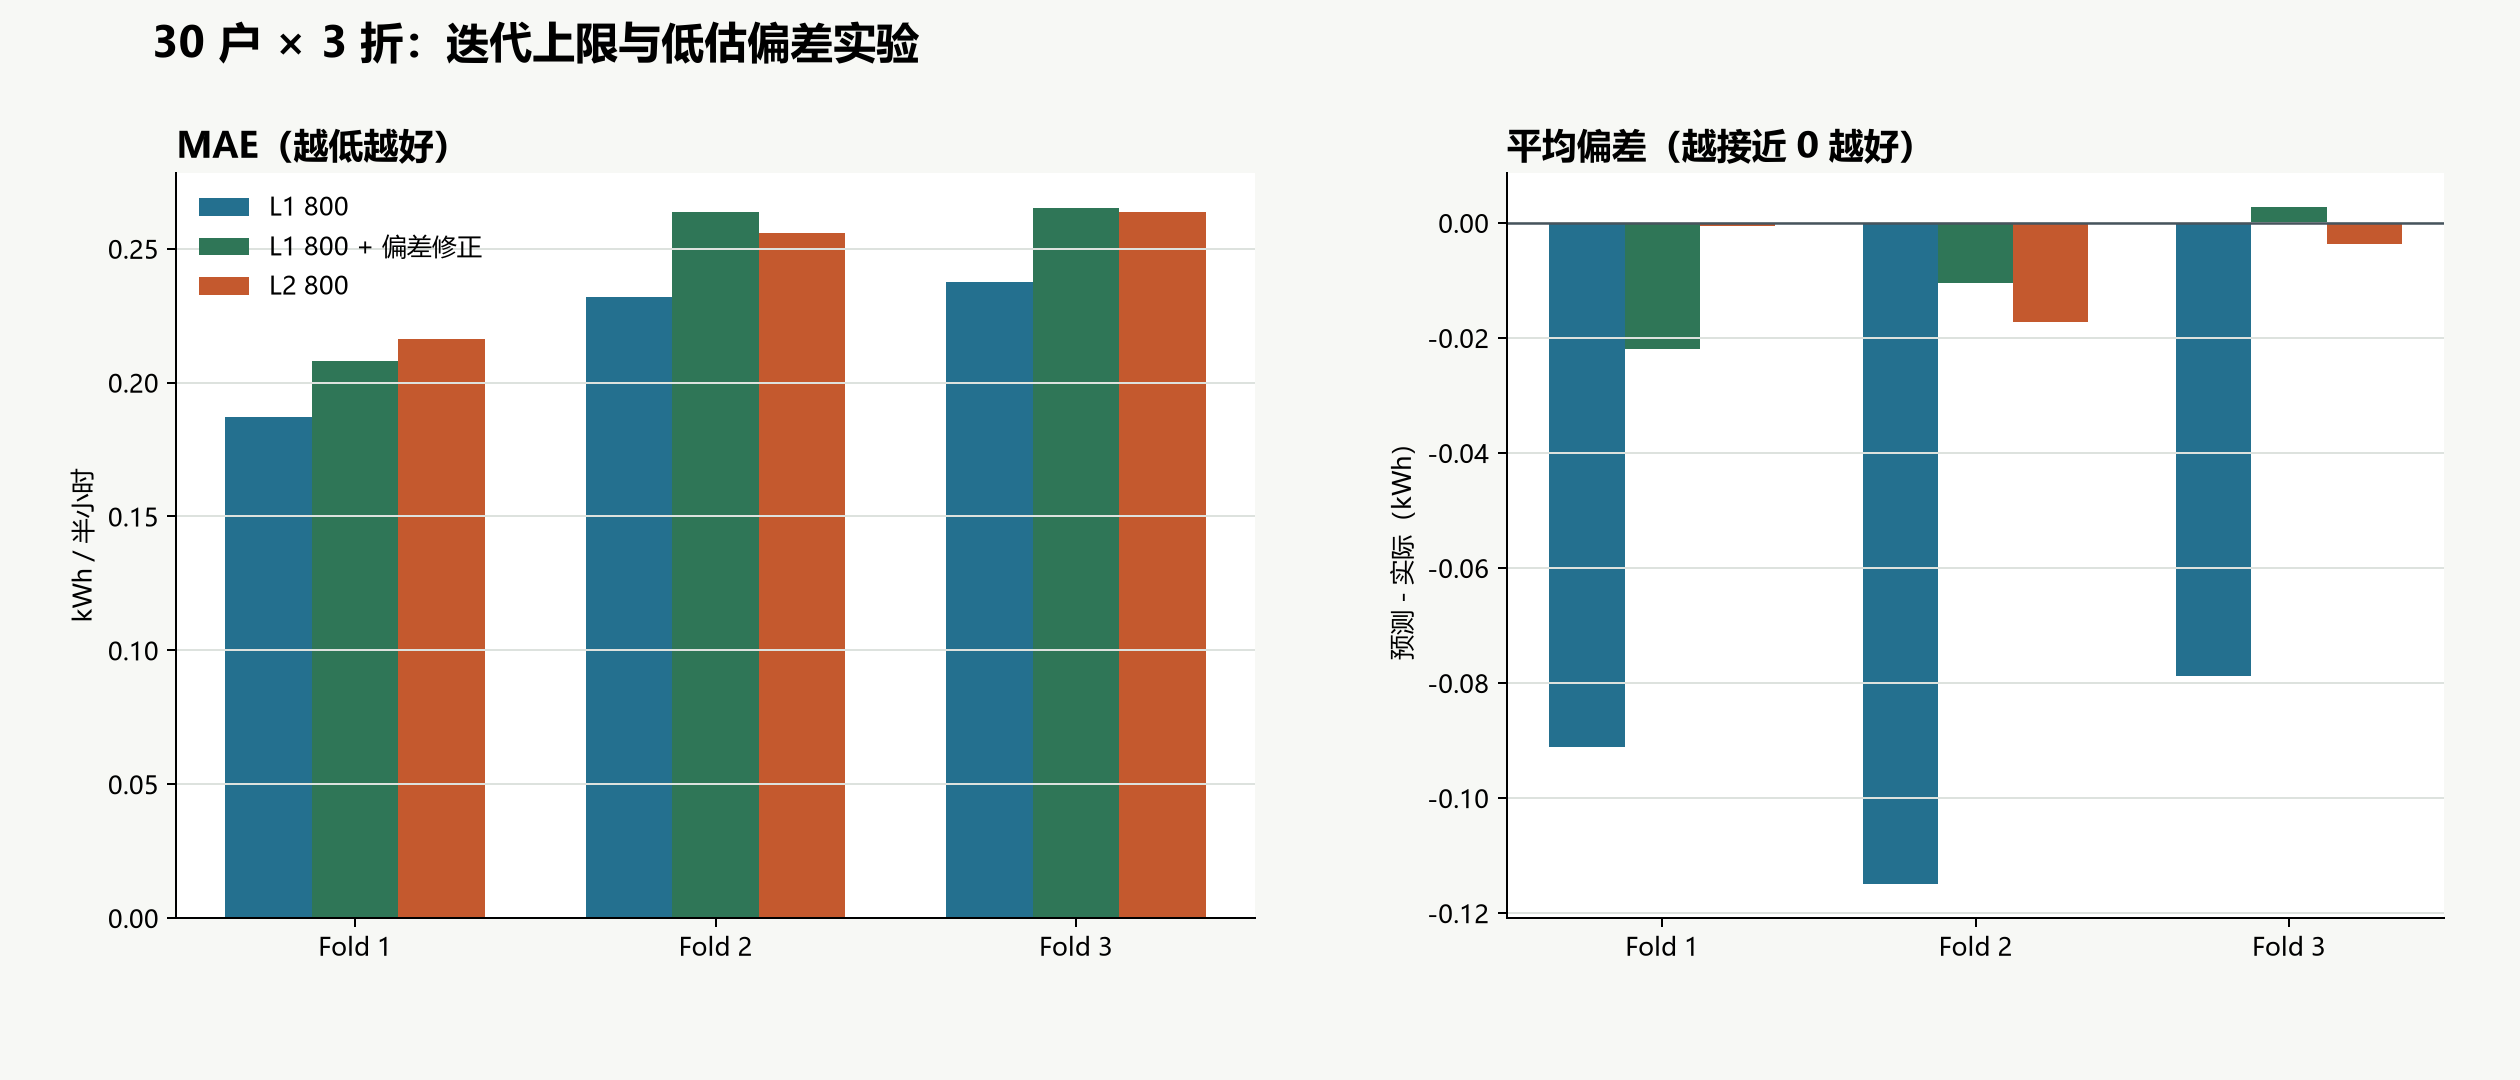 30 户 × 3 折：迭代上限与低估偏差实验
MAE（越低越好）
L1 800
L1 800 + 偏差修正
L2 800
kWh / 半小时
0.25
0.20
0.15
0.10
0.05
0.00
Fold 1
Fold 2
Fold 3
平均偏差（越接近 0 越好）
预测 - 实际（kWh）
0.00
-0.02
-0.04
-0.06
-0.08
-0.10
-0.12
Fold 1
Fold 2
Fold 3